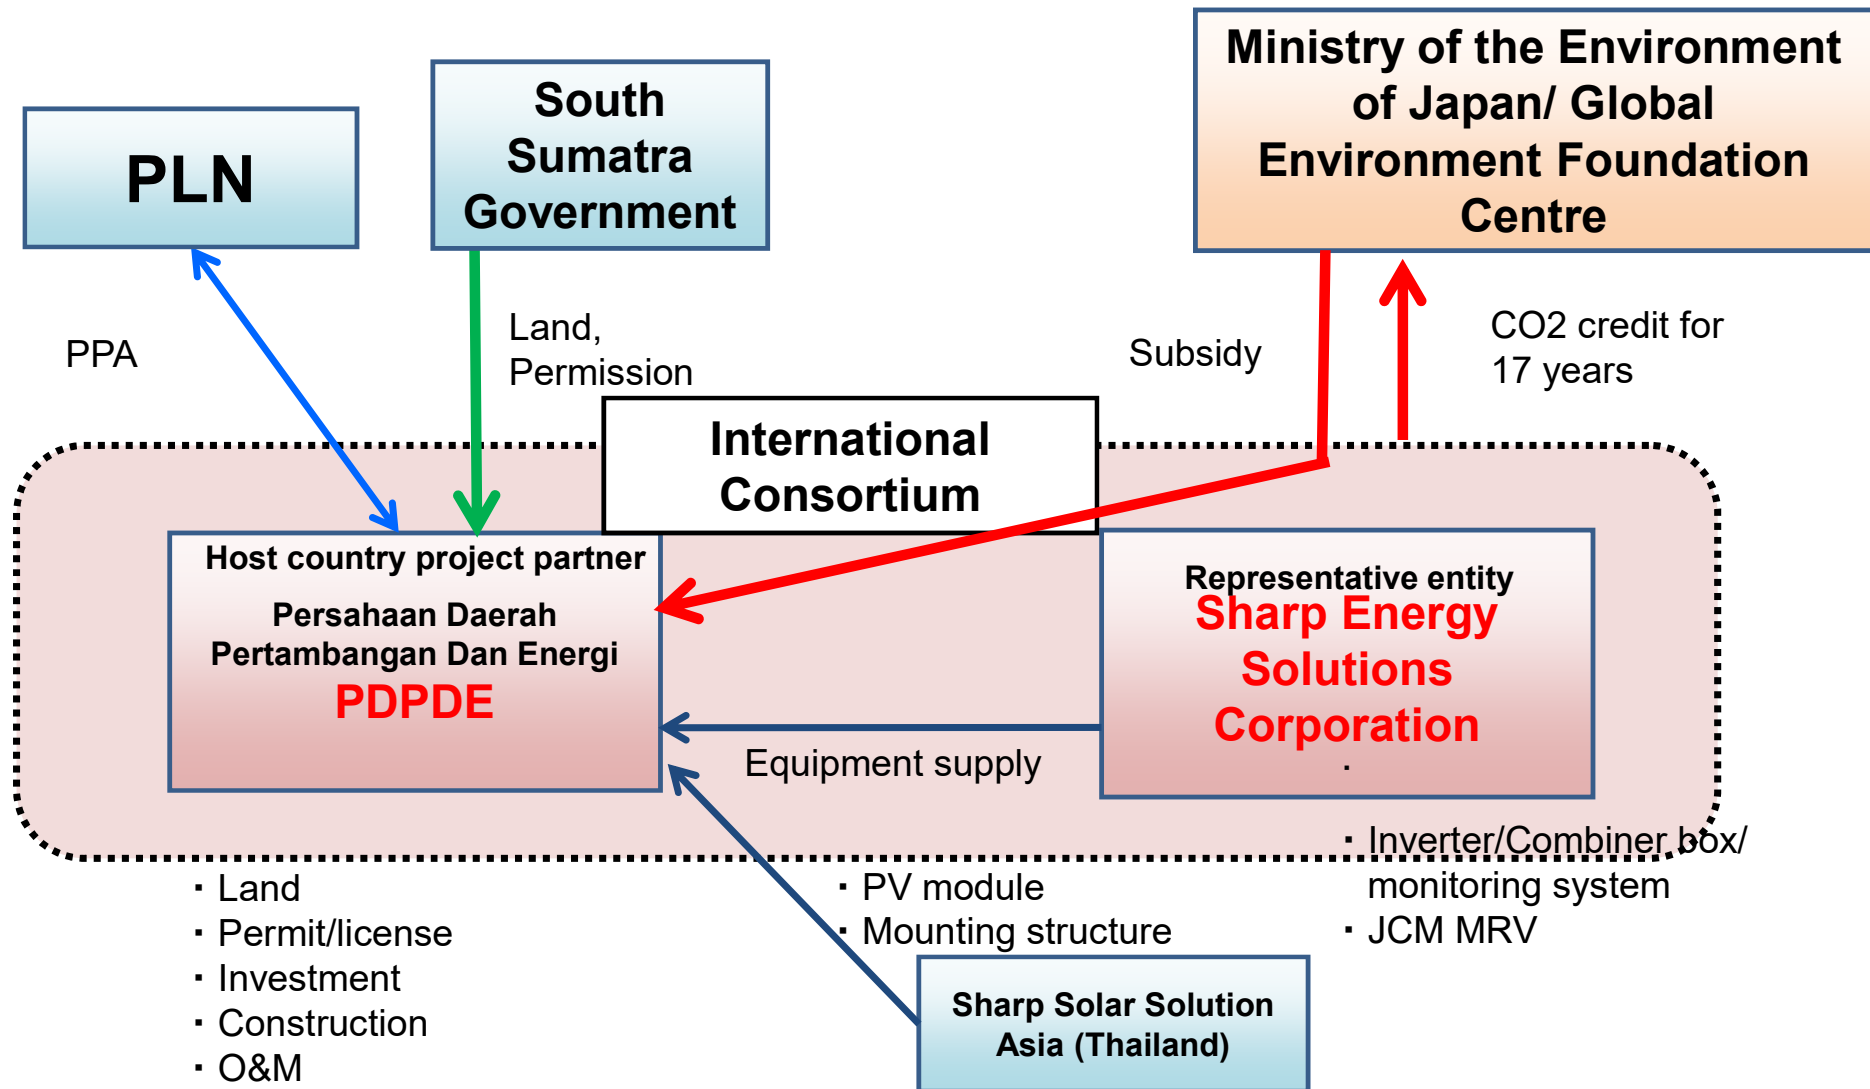 PLN
South
Sumatra
Government
Ministry of the Environment
of Japan/ Global
Environment Foundation
Centre
PPA
Land,
Permission
Subsidy
CO2 credit for
17 years
International
Consortium
Host country project partner
Persahaan Daerah
Pertambangan Dan Energi
PDPDE
Representative entity
Sharp Energy
Solutions
Corporation
・
Equipment supply
・Land
・Permit/license
・Investment
・Construction
・O&M
・PV module
・Mounting structure
・Inverter/Combiner box/
monitoring system
・JCM MRV
Sharp Solar Solution
Asia (Thailand)